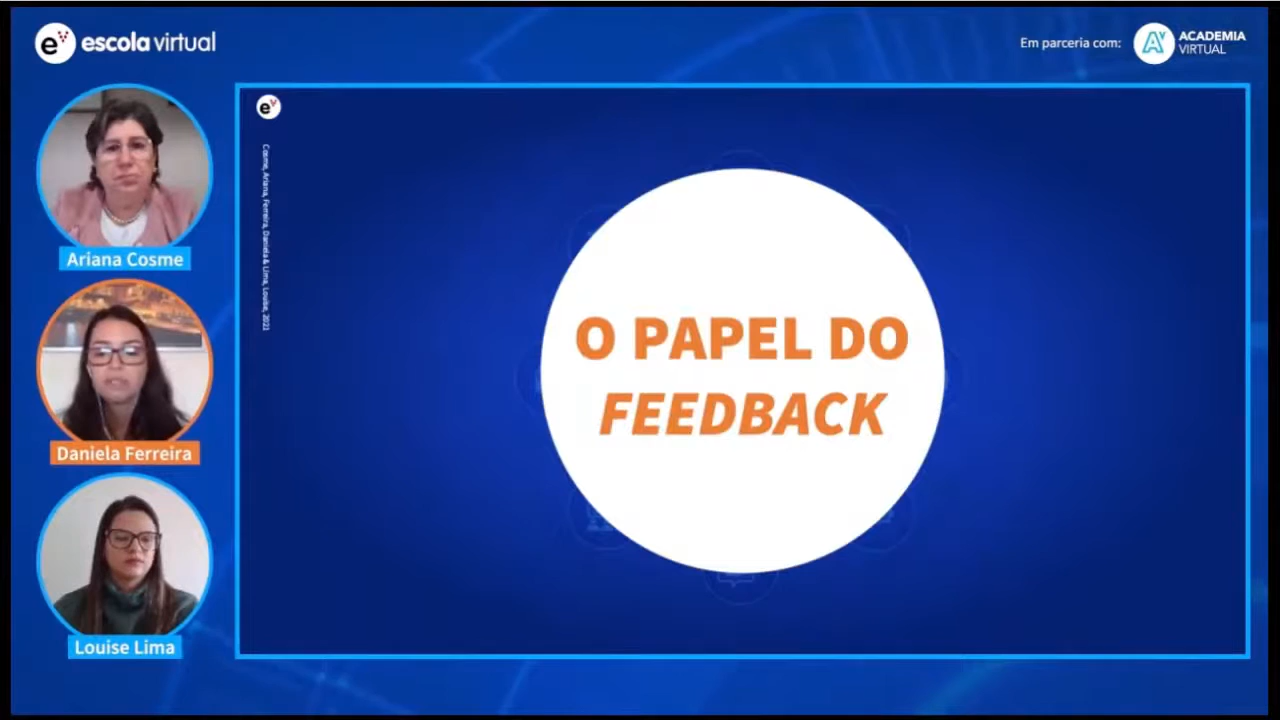 escola virtual
Em parceria com:
ACADEMIA
VIRTUAL
Cosme, Ariana, Ferreira, Daniela & Lima, Louise, 2021
O PAPEL DO
FEEDBACK
Ariana Cosme
Daniela Ferreira
Louise Lima